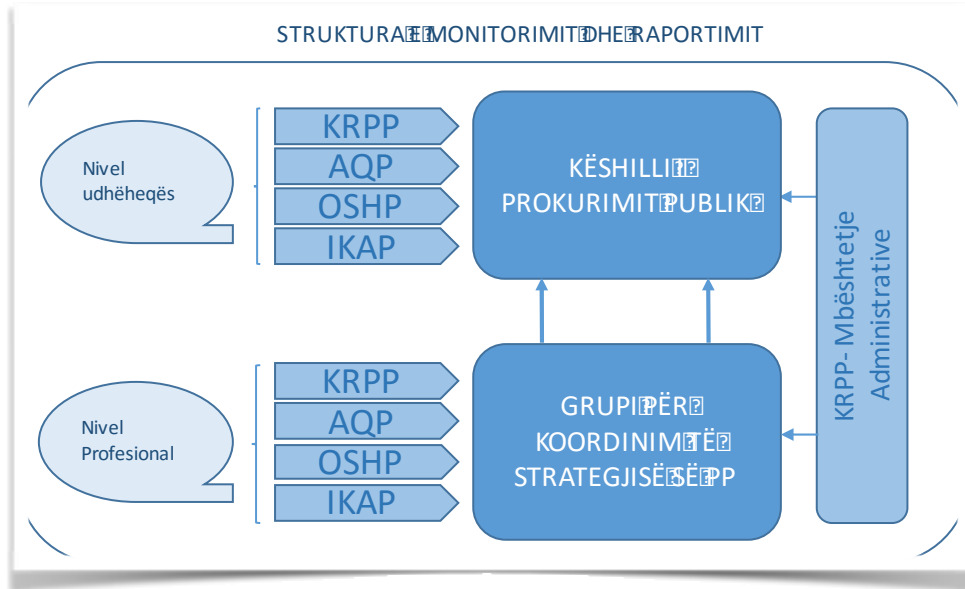 STRUKTURA E MONITORIMIT DHE RAPORTIMIT
Nivel
udhëheqës
KRPP
AQP
OSHP
IKAP
KËSHILLI I
PROKURIMIT PUBLIK
Nivel
Profesional
KRPP
AQP
OSHP
IKAP
GRUPI PËR
KOORDINIM TË
STRATEGJISË SË PP
KRPP- Mbështetje
Administrative